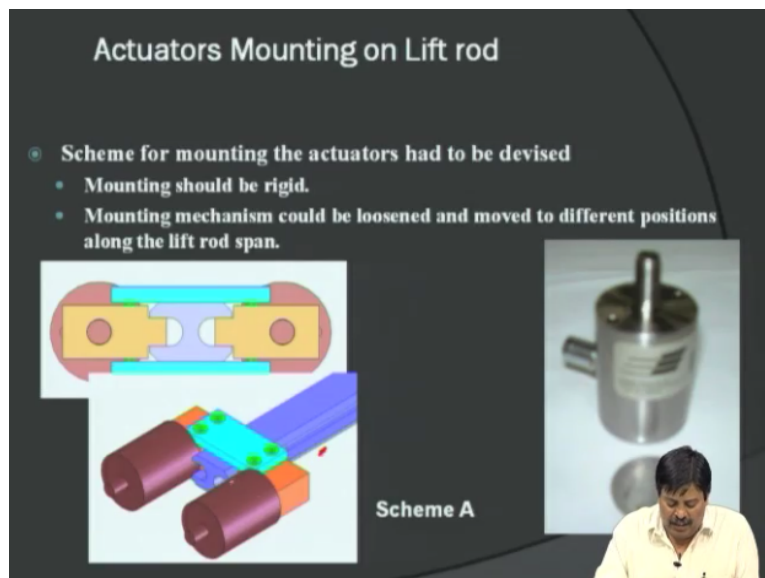 Actuators Mounting on Lift rod
Scheme for mounting the actuators had to be devised
Mounting should be rigid.
Mounting mechanism could be loosened and moved to different positions
along the lift rod span.
Scheme A